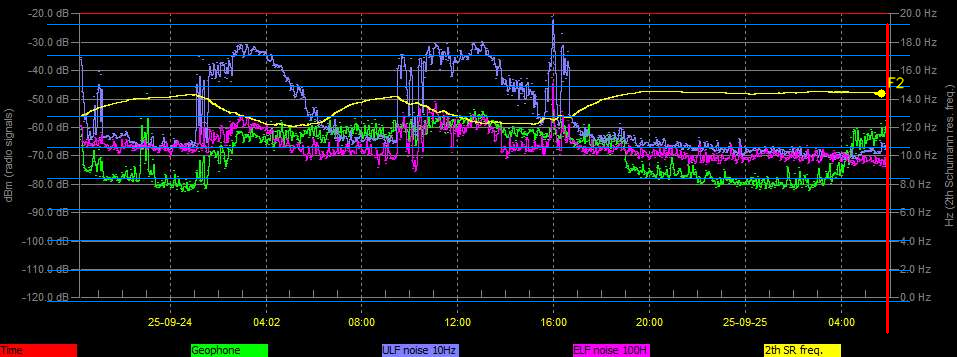 -20.0 dB 20.0 Hz
-30.0 dB 18.0 Hz
-40.0 dB 16.0 Hz
F2
-50.0 dB 14.0 Hz
-60.0 dB 12.0 Hz
-70.0 dB 10.0 Hz
-80.0 dB 8.0 Hz
-90.0 dB 6.0 Hz
-100.0 dB 4.0 Hz
-110.0 dB 2.0 Hz
-120.0 dB 0.0 Hz
dBm (radio signals)
Hz (2th Schumann res. freq.)
25-09-24 04:02 08:00 12:00 16:00 20:00 25-09-25 04:00
Time Geophone ULF noise 10Hz ELF noise 100H 2th SR freq.